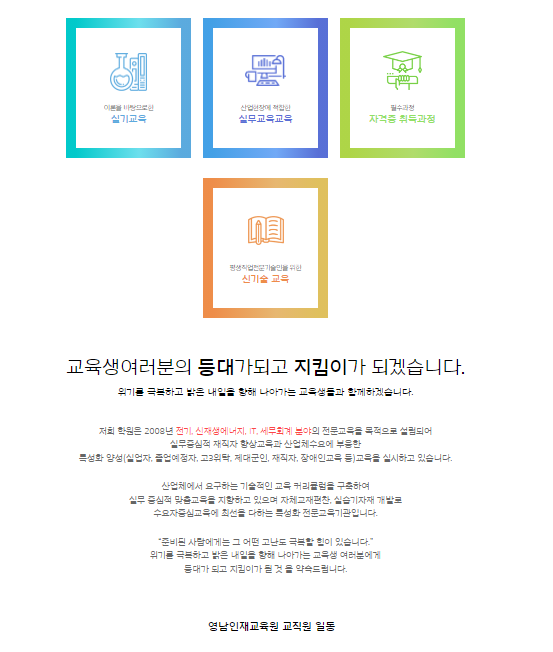 이론을 바탕으로한
실기교육
산업현장에 적합한
실무교육교육
필수과정
자격증 취득과정
평생직업전문기술인을 위한
신기술 교육
교육생여러분의 등대가되고 지킴이가 되겠습니다.
위기를 극복하고 밝은 내일을 향해 나아가는 교육생들과 함께하겠습니다.
저희 학원은 2008년 전기, 신재생에너지, IT, 세무회계 분야의 전문교육을 목적으로 설립되어
실무중심적 재직자 향상교육과 산업체수요에 부응한
특성화 양성(실업자, 졸업예정자, 고3위탁, 제대군인, 재직자, 장애인교육 등)교육을 실시하고 있습니다.
산업체에서 요구하는 기술적인 교육 커리큘럼을 구축하여
실무 중심적 맞춤교육을 지향하고 있으며 자체교재편찬, 실습기자재 개발로
수요자중심교육에 최선을 다하는 특성화 전문교육기관입니다.
“준비된 사람에게는 그 어떤 고난도 극복할 힘이 있습니다.”
위기를 극복하고 밝은 내일을 향해 나아가는 교육생 여러분에게
등대가 되고 지킴이가 될 것 을 약속드립니다.
영남인재교육원 교직원 일동